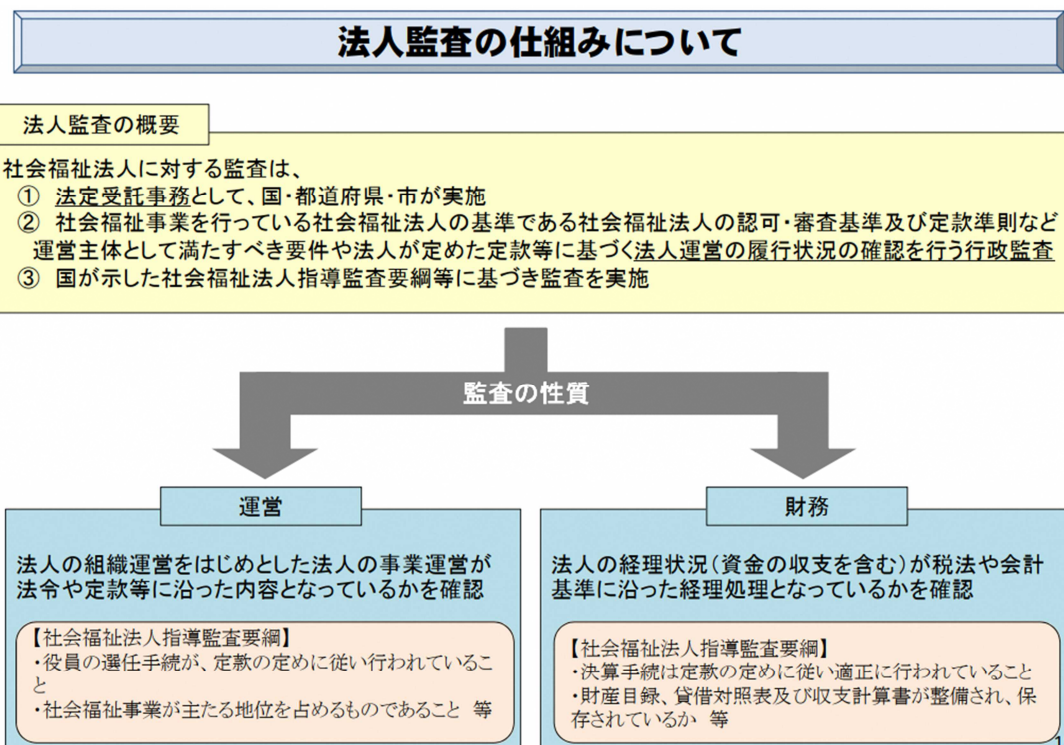 法人監査の仕組みについて
法人監査の概要
社会福祉法人に対する監査は、
① 法定受託事務として、国・都道府県・市が実施
② 社会福祉事業を行っている社会福祉法人の基準である社会福祉法人の認可・審査基準及び定款準則など
運営主体として満たすべき要件や法人が定めた定款等に基づく法人運営の履行状況の確認を行う行政監査
③ 国が示した社会福祉法人指導監査要綱等に基づき監査を実施
監査の性質
運営
法人の組織運営をはじめとした法人の事業運営が
法令や定款等に沿った内容となっているかを確認
【社会福祉法人指導監査要綱】
・役員の選任手続が、定款の定めに従い行われているこ
と
・社会福祉事業が主たる地位を占めるものであること 等
財務
法人の経理状況(資金の収支を含む)が税法や会計
基準に沿った経理処理となっているかを確認
【社会福祉法人指導監査要綱】
・決算手続は定款の定めに従い適正に行われていること
・財産目録、貸借対照表及び収支計算書が整備され、保
存されているか 等
1